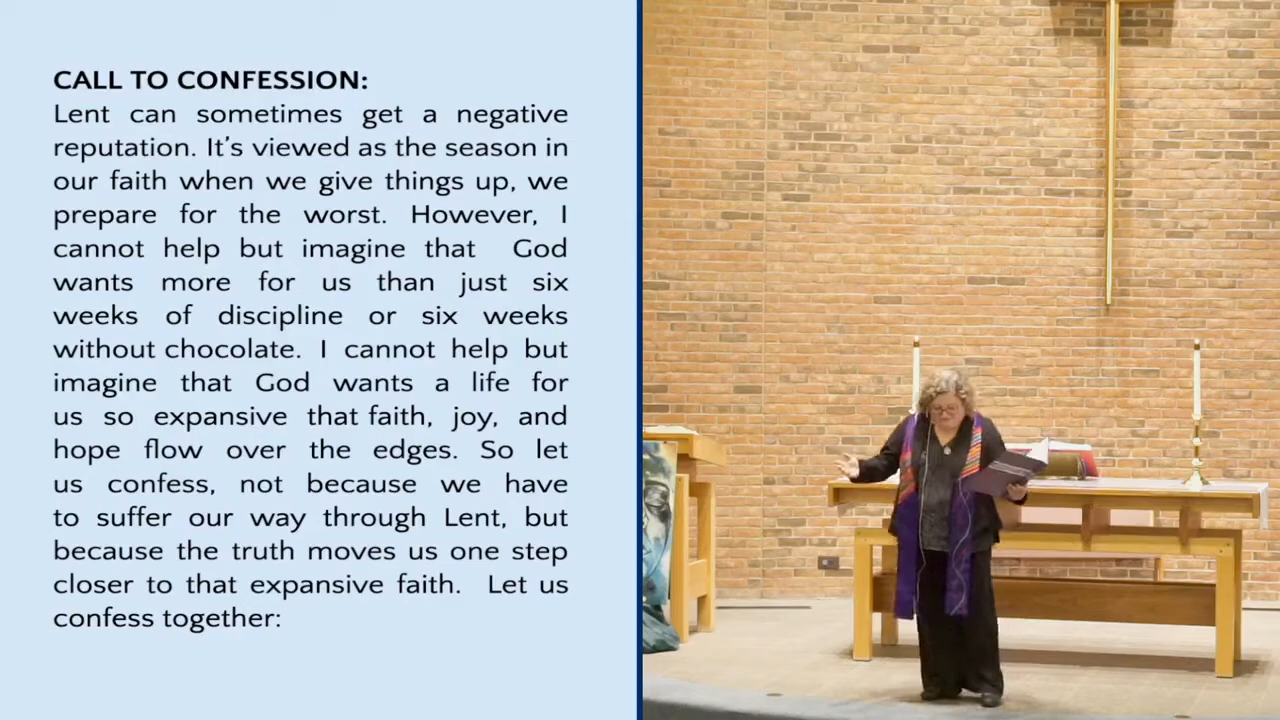 CALL TO CONFESSION:
Lent can sometimes get a negative
reputation. It’s viewed as the season in
our faith when we give things up, we
prepare for the worst. However, I
cannot help but imagine that God
wants more for us than just six
weeks of discipline or six weeks
without chocolate. I cannot help but
imagine that God wants a life for
us so expansive that faith, joy, and
hope flow over the edges. So let
us confess, not because we have
to suffer our way through Lent, but
because the truth moves us one step
closer to that expansive faith. Let us
confess together: